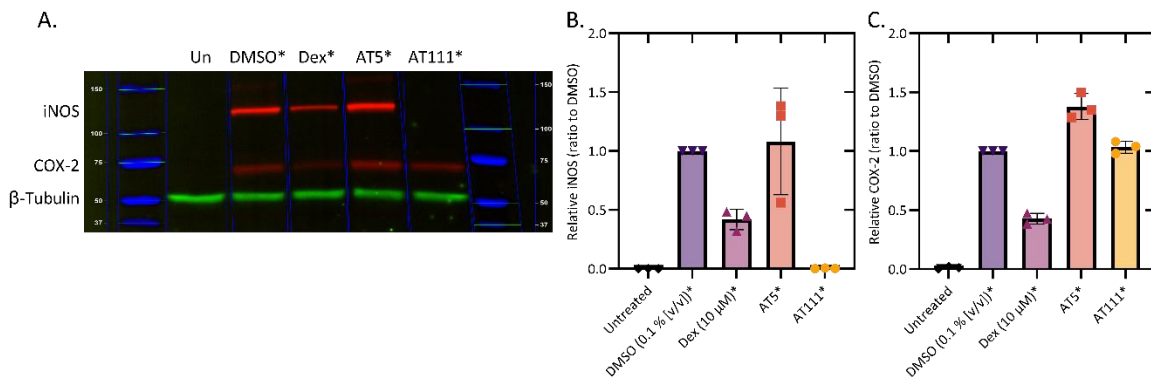 A.
Un DMSO* Dex* AT5* AT111*
iNOS
COX-2
β-Tubulin
150
100
75
50
37
150
100
75
50
37
B.
Relative iNOS (ratio to DMSO)
2.0
1.5
1.0
0.5
0.0
Untreated
DMSO (0.1 % [v/v])*
Dex (10 µM)*
AT5*
AT111*
C.
Relative COX-2 (ratio to DMSO)
2.0
1.5
1.0
0.5
0.0
Untreated
DMSO (0.1 % [v/v])*
Dex (10 µM)*
AT5*
AT111*